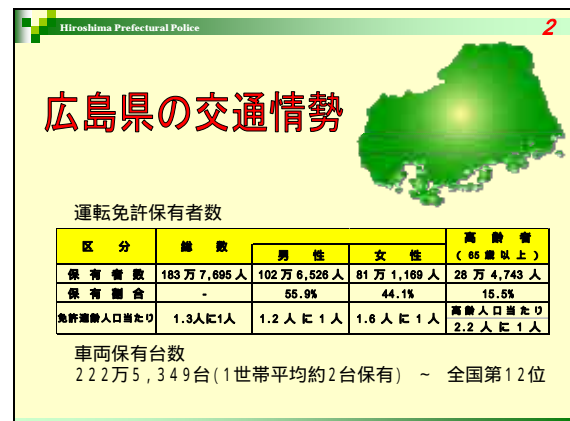 Hiroshima Prefectural Police
2
広島県の交通情勢
運転免許保有者数
区 分 総 数 男 性 女 性 高 齢 者 (65歳以上)
保 有 者 数 183万7,695人 102万6,526人 81万1,169人 28万4,743人
保 有 割 合 - 55.9% 44.1% 15.5%
免許適齢人口当たり 1.3人に1人 1.2人に1人 1.6人に1人 高齢人口当たり 2.2人に1人
車両保有台数
222万5,349台(1世帯平均約2台保有) ~ 全国第12位